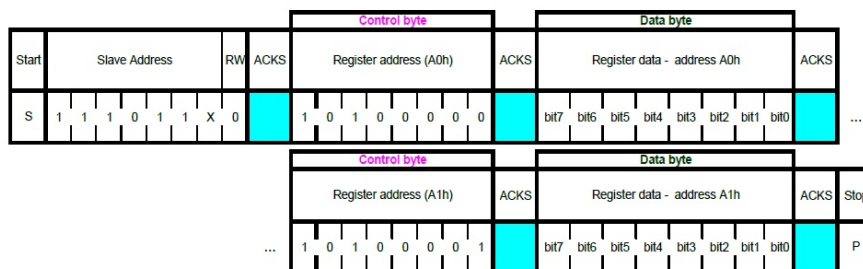 Control byte Data byte
Start Slave Address RW ACKS Register address (A0h) ACKS Register data - address A0h ACKS
S 1 1 1 0 1 1 X 0 1 0 1 0 0 0 0 0 bit7 bit6 bit5 bit4 bit3 bit2 bit1 bit0 ...
Control byte Data byte
Register address (A1h) ACKS Register data - address A1h ACKS Stop
... 1 0 1 0 0 0 0 1 bit7 bit6 bit5 bit4 bit3 bit2 bit1 bit0 P